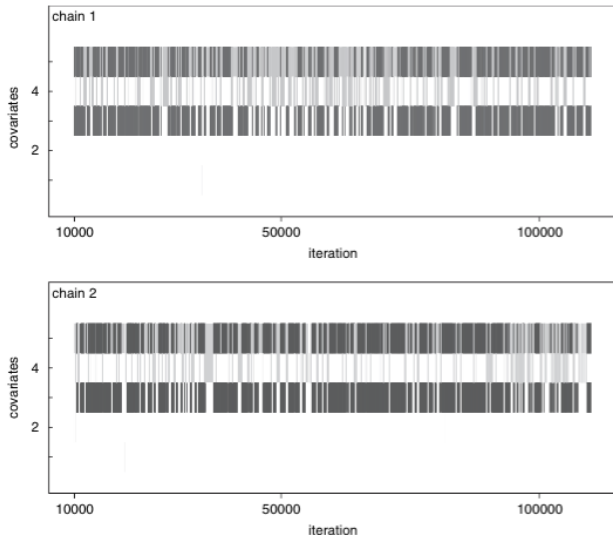 chain 1
covariates
4
2
10000 50000 100000
iteration
chain 2
covariates
4
2
10000 50000 100000
iteration